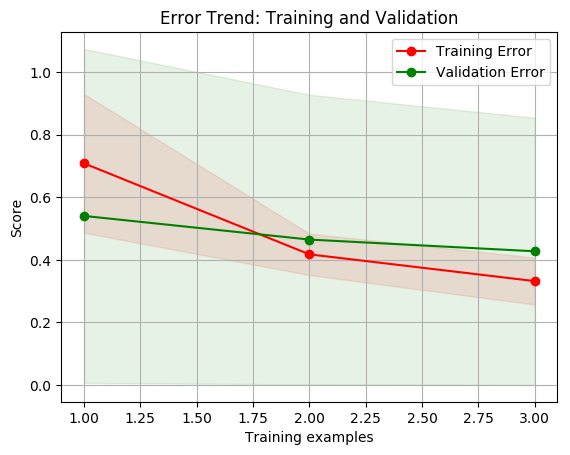 Error Trend: Training and Validation
Training Error
Validation Error
Score
1.0
0.8
0.6
0.4
0.2
0.0
1.00 1.25 1.50 1.75 2.00 2.25 2.50 2.75 3.00
Training examples